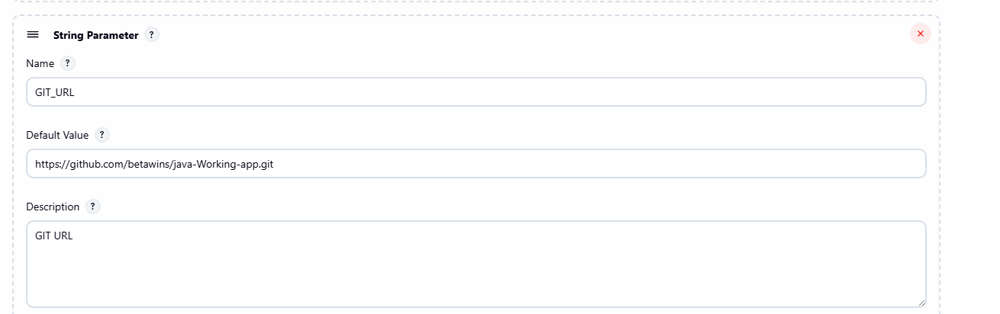 String Parameter ?
Name ?
GIT_URL
Default Value ?
https://github.com/betawins/java-Working-app.git
Description ?
GIT URL